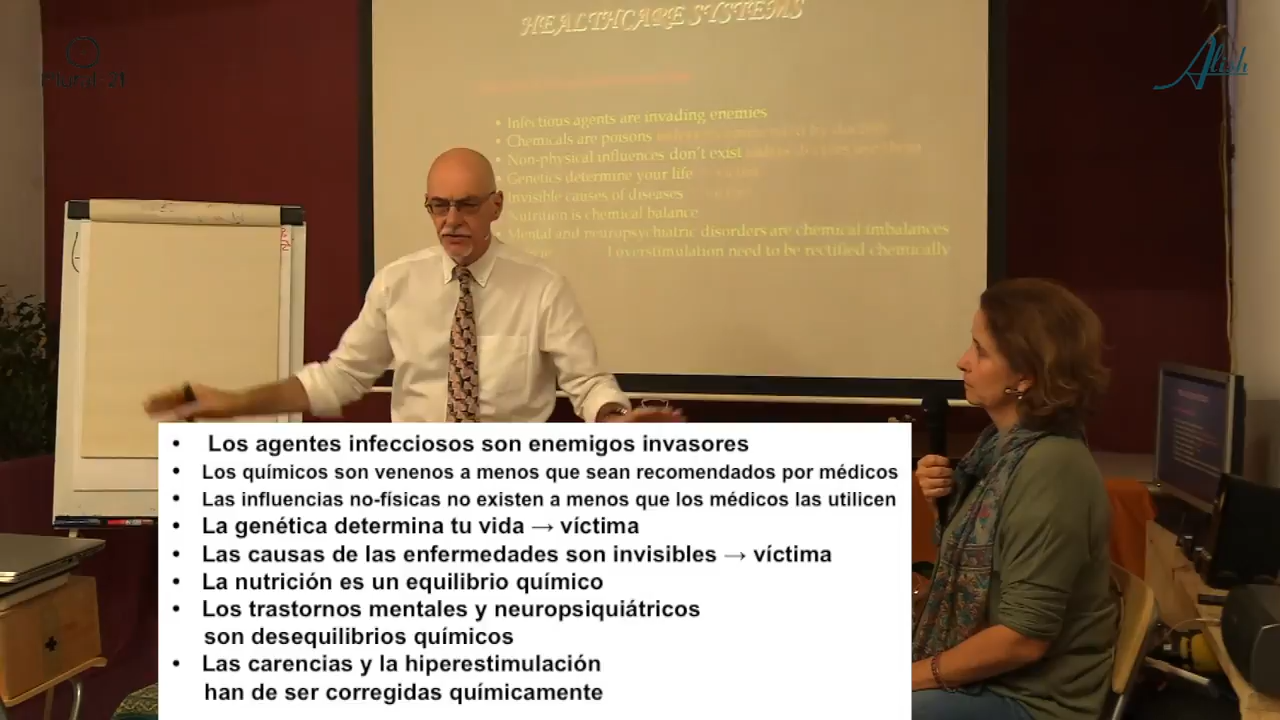 HEALTHCARE SYSTEMS
Plural-21
Alish
• Infectious agents are invading enemies
• Chemicals are poisons
• Non-physical influences don't exist
• Genetics determine your life
• Invisible causes of diseases
• Nutrition is chemical balance
• Mental and neuropsychiatric disorders are chemical imbalances
overstimulation need to be rectified chemically
• Los agentes infecciosos son enemigos invasores
• Los químicos son venenos a menos que sean recomendados por médicos
• Las influencias no-físicas no existen a menos que los médicos las utilicen
• La genética determina tu vida → víctima
• Las causas de las enfermedades son invisibles → víctima
• La nutrición es un equilibrio químico
• Los trastornos mentales y neuropsiquiátricos
son desequilibrios químicos
• Las carencias y la hiperestimulación
han de ser corregidas químicamente